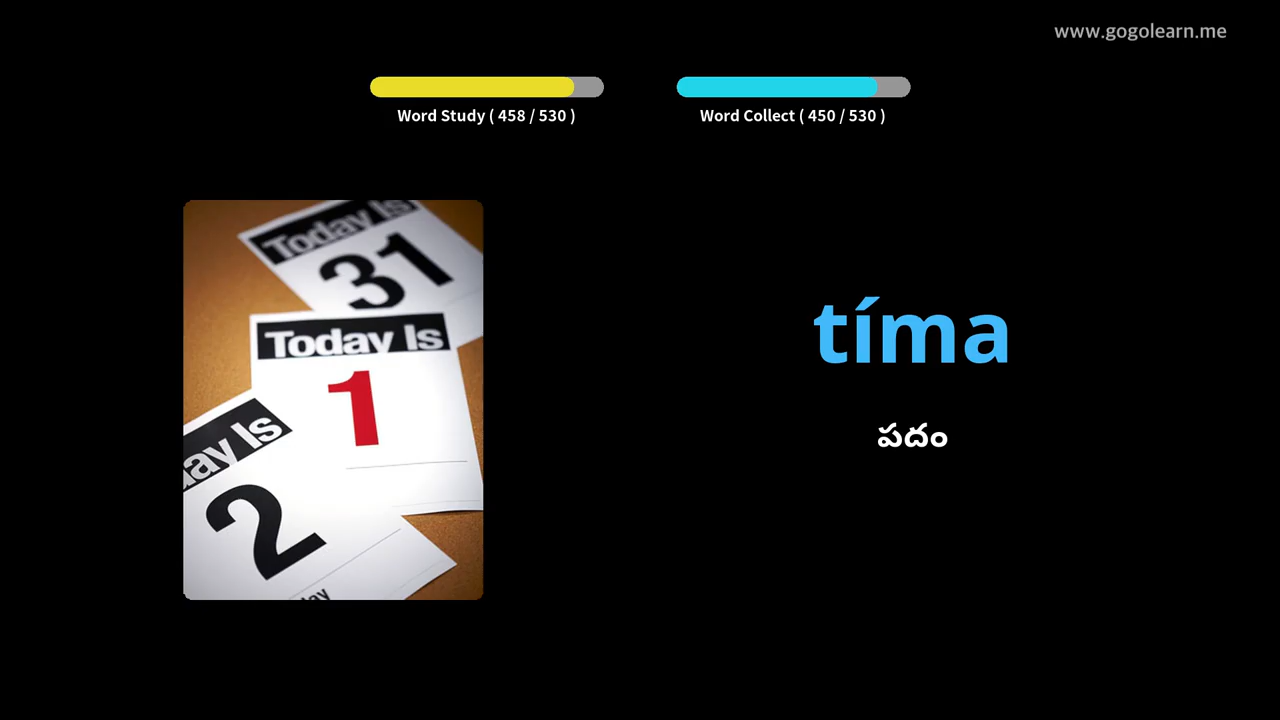 www.gogolearn.me
Word Study ( 458 / 530 )
Word Collect ( 450 / 530 )
Today Is
31
Today Is
1
ay Is
2
day
tíma
పదం